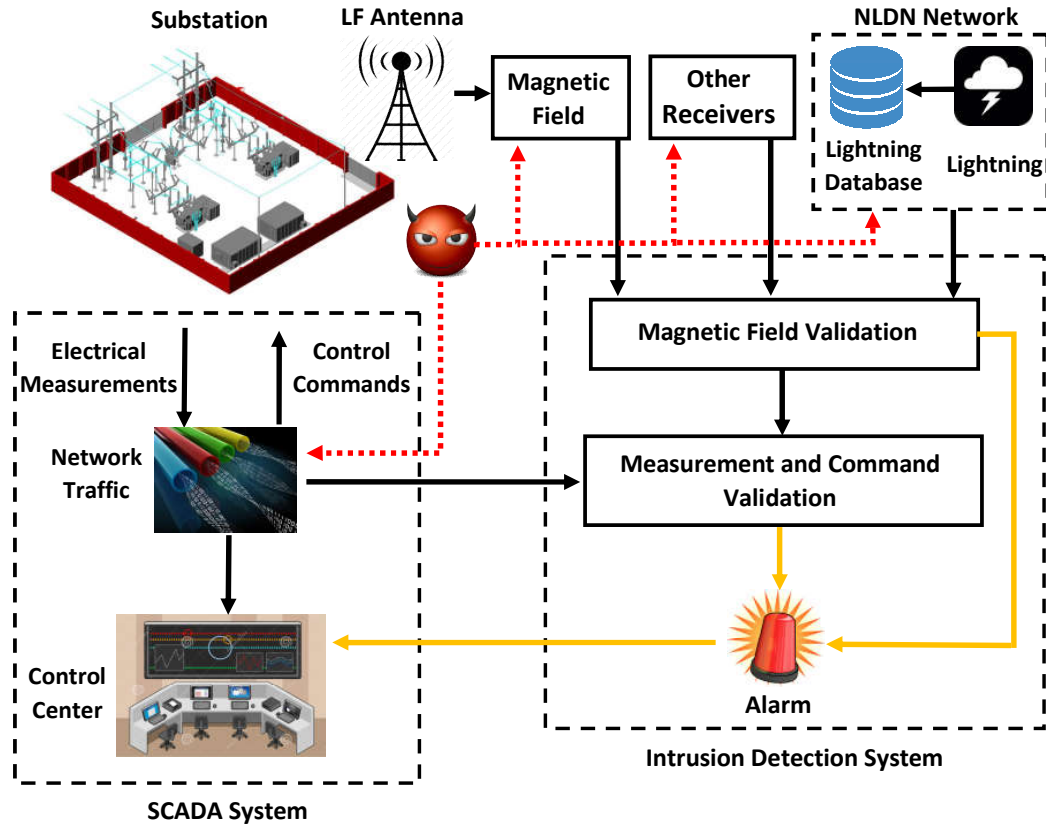 Substation
LF Antenna
NLDN Network
Magnetic
Field
Other
Receivers
Lightning
Database
Lightning
Electrical
Measurements
Control
Commands
Magnetic Field Validation
Network
Traffic
Measurement and Command
Validation
Control
Center
Alarm
Intrusion Detection System
SCADA System